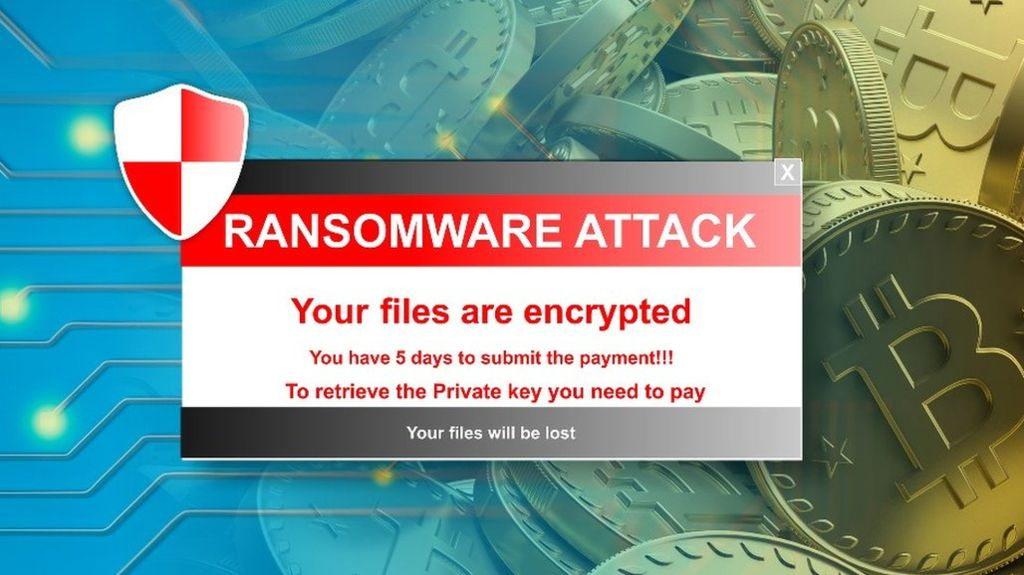 X
RANSOMWARE ATTACK
Your files are encrypted
You have 5 days to submit the payment!!!
To retrieve the Private key you need to pay
Your files will be lost